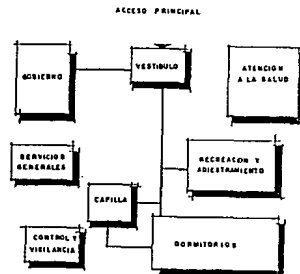 ACCESO PRINCIPAL
GOBIERNO
VESTIBULO
ATENCION
A LA SALUD
SERVICIOS
GENERALES
RECREACION Y
ADIESTRAMIENTO
CAPILLA
CONTROL Y
VIGILANCIA
DORMITORIOS